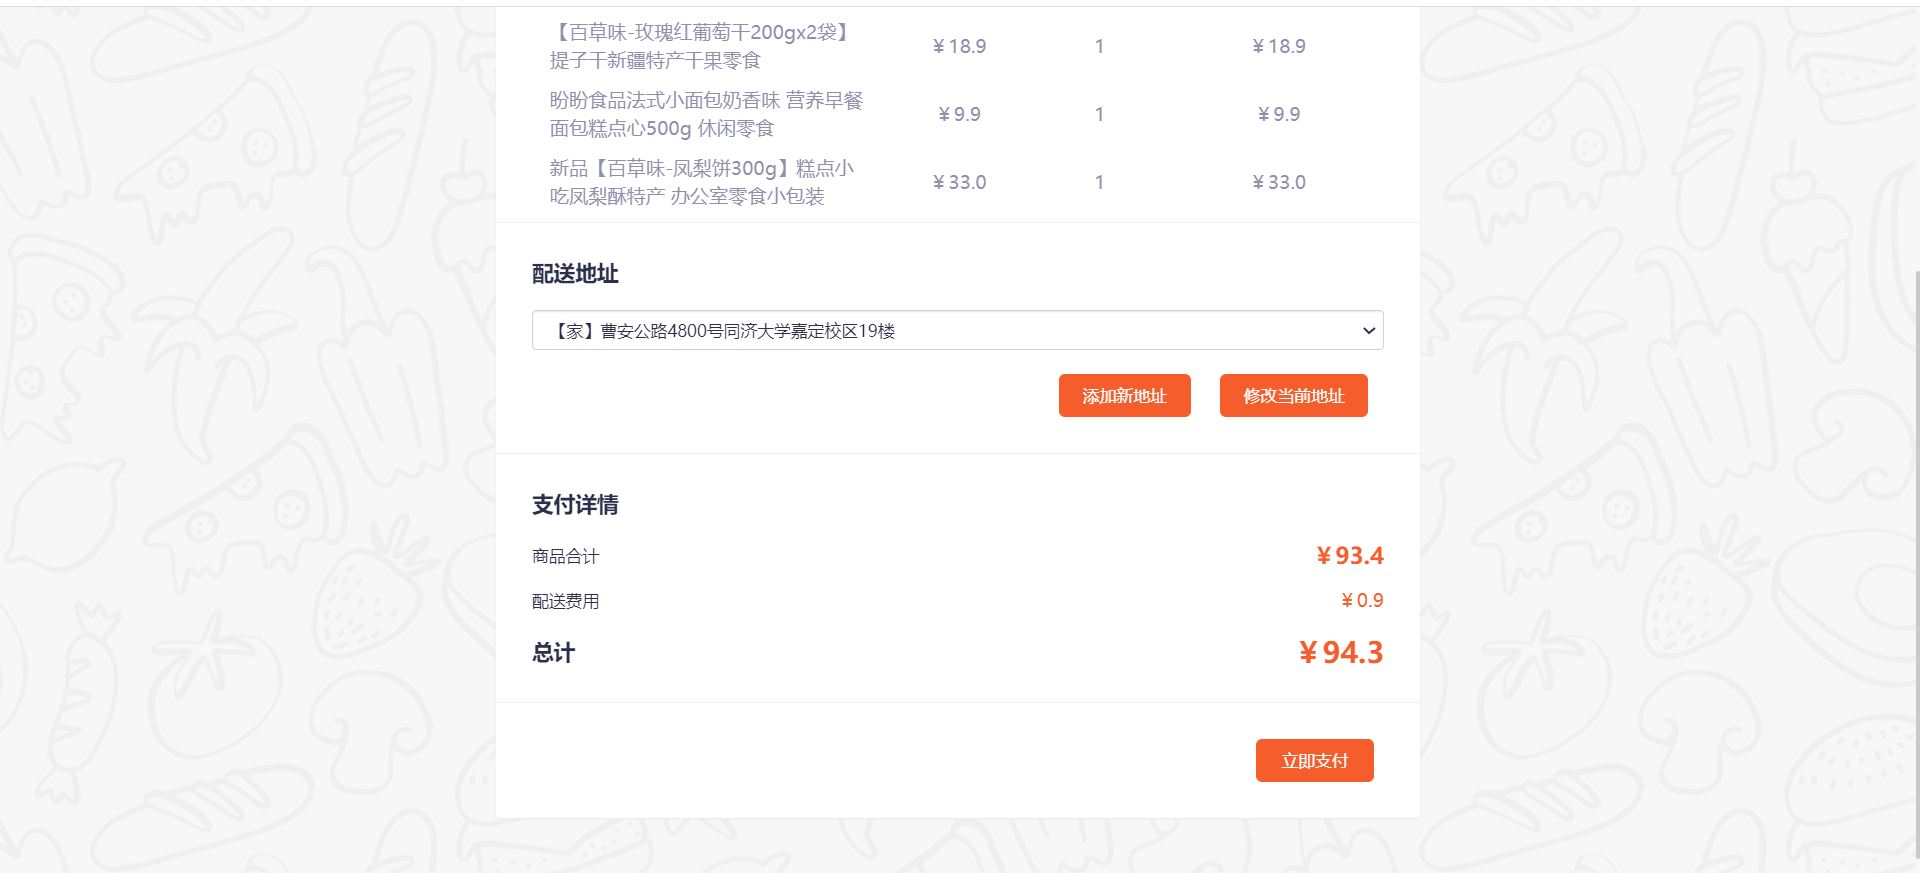 【百草味-玫瑰红葡萄干200gx2袋】
提子干新疆特产干果零食
¥ 18.9
1
¥ 18.9
盼盼食品法式小面包奶香味 营养早餐
面包糕点心500g 休闲零食
¥ 9.9
1
¥ 9.9
新品【百草味-凤梨饼300g】糕点小
吃凤梨酥特产 办公室零食小包装
¥ 33.0
1
¥ 33.0
配送地址
【家】曹安公路4800号同济大学嘉定校区19楼
添加新地址
修改当前地址
支付详情
商品合计
¥ 93.4
配送费用
¥ 0.9
总计
¥ 94.3
立即支付